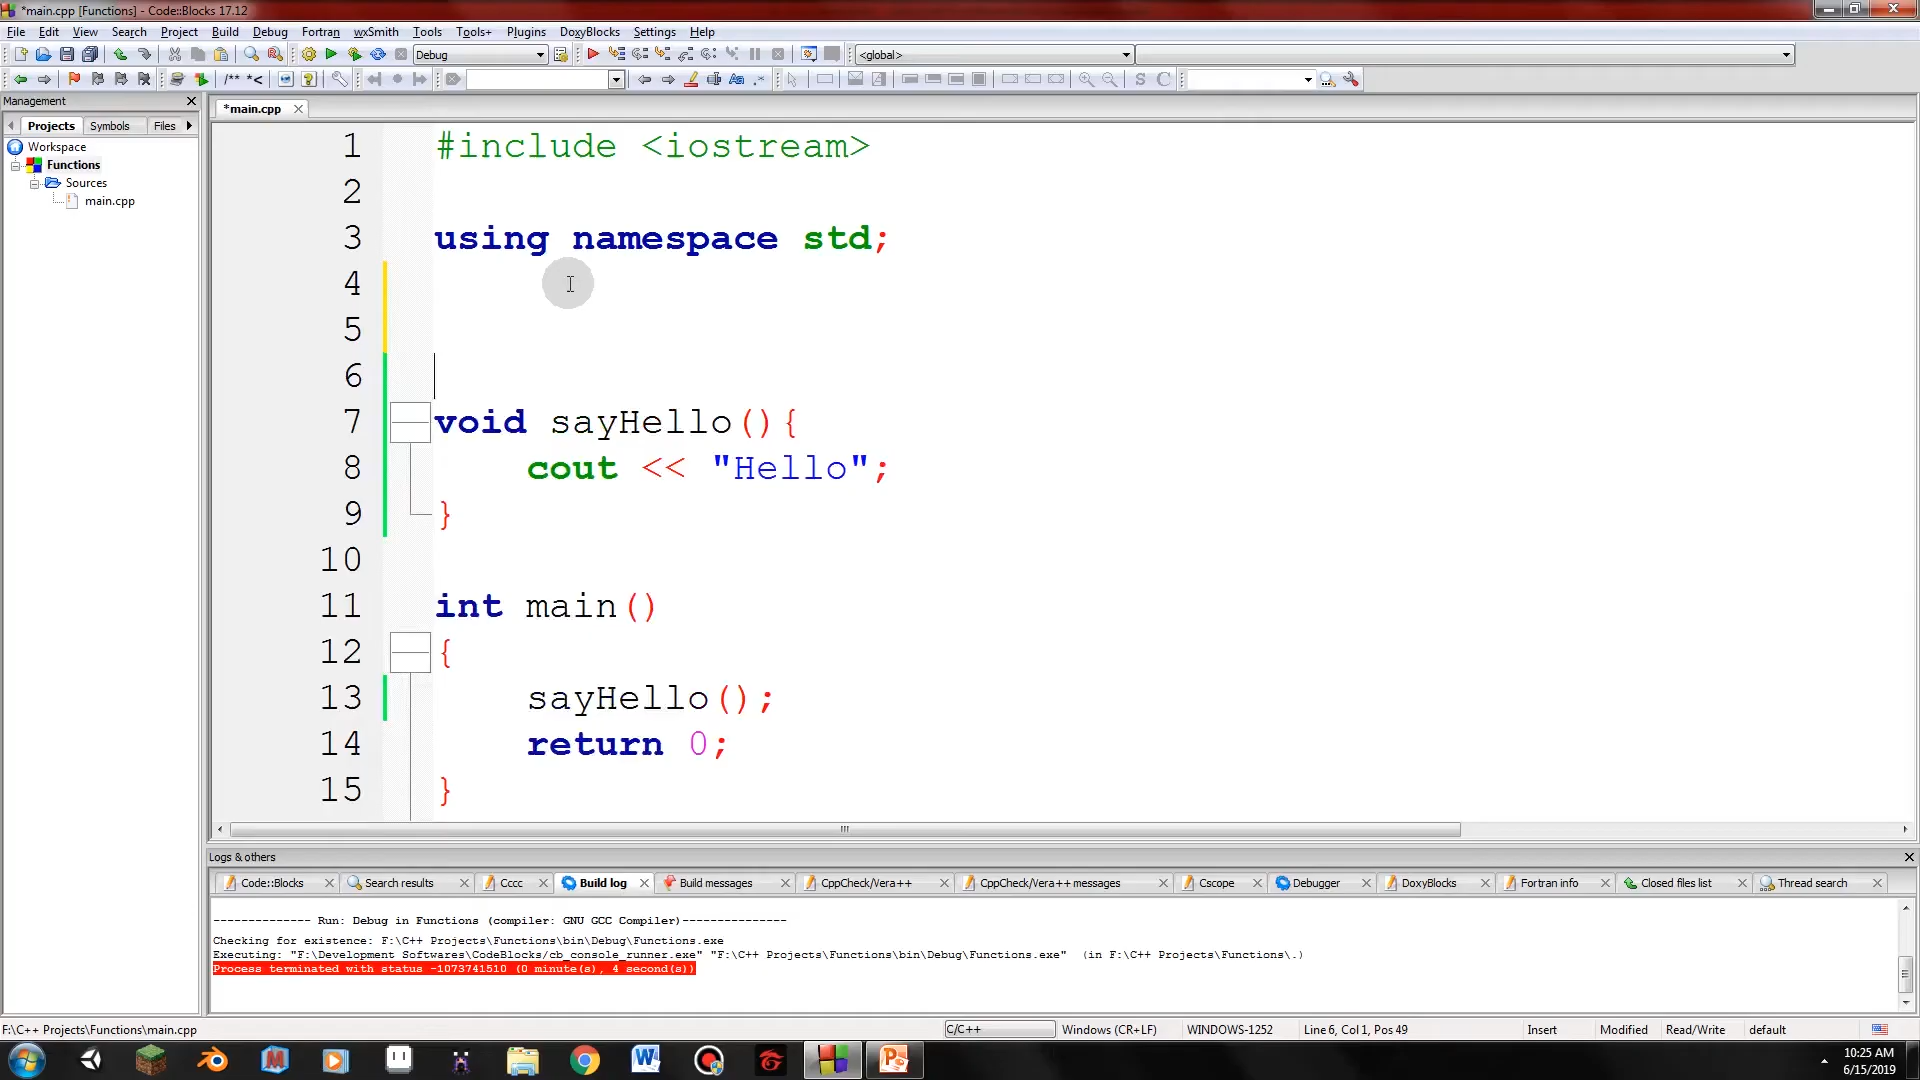 *main.cpp [Functions] - Code::Blocks 17.12
File Edit View Search Project Build Debug Fortran wxSmith Tools Tools+ Plugins DoxyBlocks Settings Help
Debug <global>
/** *<
Aa .* S C
Management
*main.cpp
Projects Symbols Files
Workspace
Functions
Sources
main.cpp
1 #include <iostream>
2
3 using namespace std;
4
5
6
7 void sayHello(){
8 cout << "Hello";
9 }
10
11 int main()
12 {
13 sayHello();
14 return 0;
15 }
Logs & others
Code::Blocks Search results Cccc Build log Build messages CppCheck/Vera++ CppCheck/Vera++ messages Cscope Debugger DoxyBlocks Fortran info Closed files list Thread search
-------------- Run: Debug in Functions (compiler: GNU GCC Compiler)---------------
Checking for existence: F:\C++ Projects\Functions\bin\Debug\Functions.exe
Executing: "F:\Development Softwares\CodeBlocks/cb_console_runner.exe" "F:\C++ Projects\Functions\bin\Debug\Functions.exe"  (in F:\C++ Projects\Functions\.)
Process terminated with status -1073741510 (0 minute(s), 4 second(s))
F:\C++ Projects\Functions\main.cpp C/C++ Windows (CR+LF) WINDOWS-1252 Line 6, Col 1, Pos 49 Insert Modified Read/Write default
10:25 AM
6/15/2019